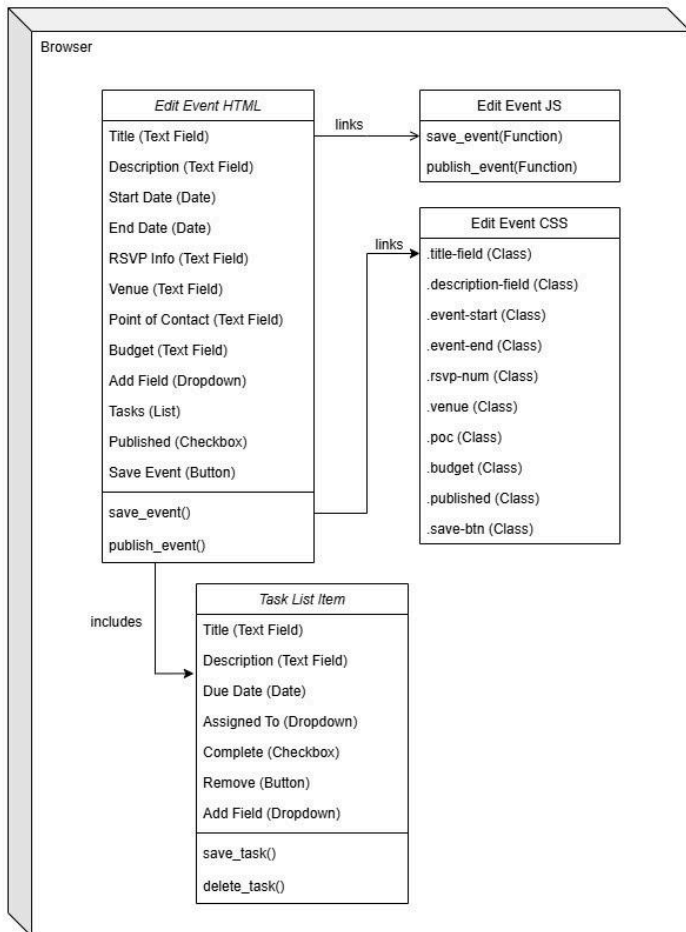 Browser
Edit Event HTML
Title (Text Field)
Description (Text Field)
Start Date (Date)
End Date (Date)
RSVP Info (Text Field)
Venue (Text Field)
Point of Contact (Text Field)
Budget (Text Field)
Add Field (Dropdown)
Tasks (List)
Published (Checkbox)
Save Event (Button)
save_event()
publish_event()
links
Edit Event JS
save_event(Function)
publish_event(Function)
links
Edit Event CSS
.title-field (Class)
.description-field (Class)
.event-start (Class)
.event-end (Class)
.rsvp-num (Class)
.venue (Class)
.poc (Class)
.budget (Class)
.published (Class)
.save-btn (Class)
includes
Task List Item
Title (Text Field)
Description (Text Field)
Due Date (Date)
Assigned To (Dropdown)
Complete (Checkbox)
Remove (Button)
Add Field (Dropdown)
save_task()
delete_task()